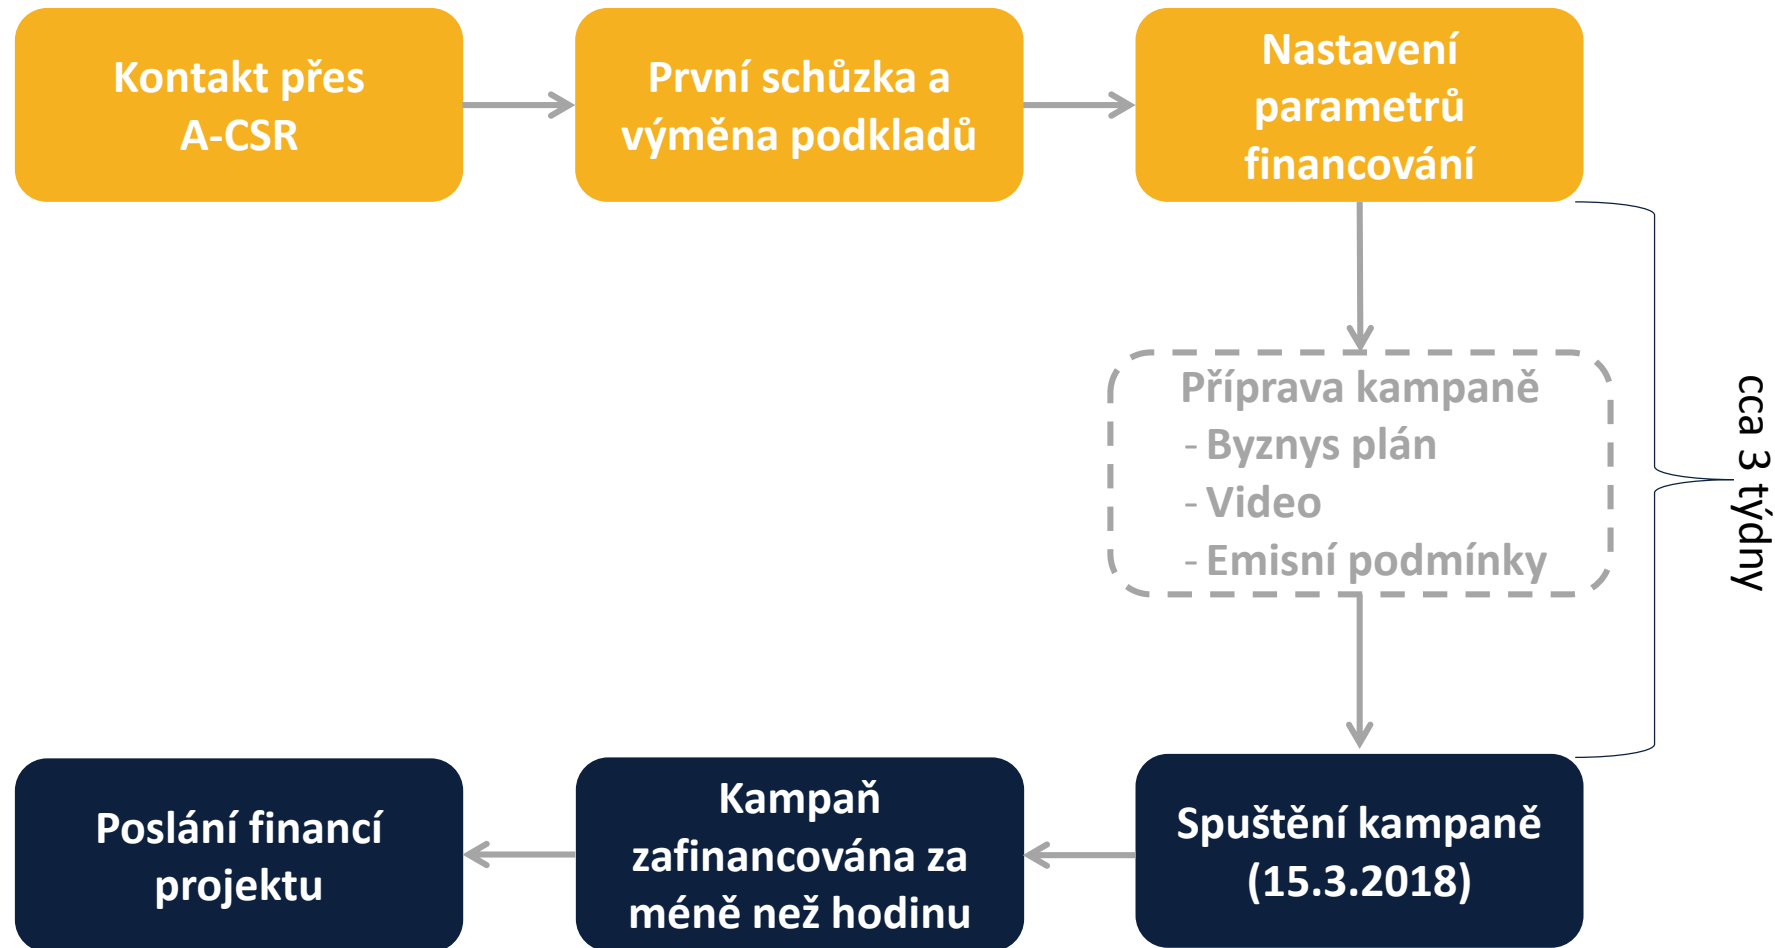 Kontakt přes
A-CSR
První schůzka a
výměna podkladů
Nastavení
parametrů
financování
Příprava kampaně
- Byznys plán
- Video
- Emisní podmínky
cca 3 týdny
Spuštění kampaně
(15.3.2018)
Kampaň
zafinancována za
méně než hodinu
Poslání financí
projektu